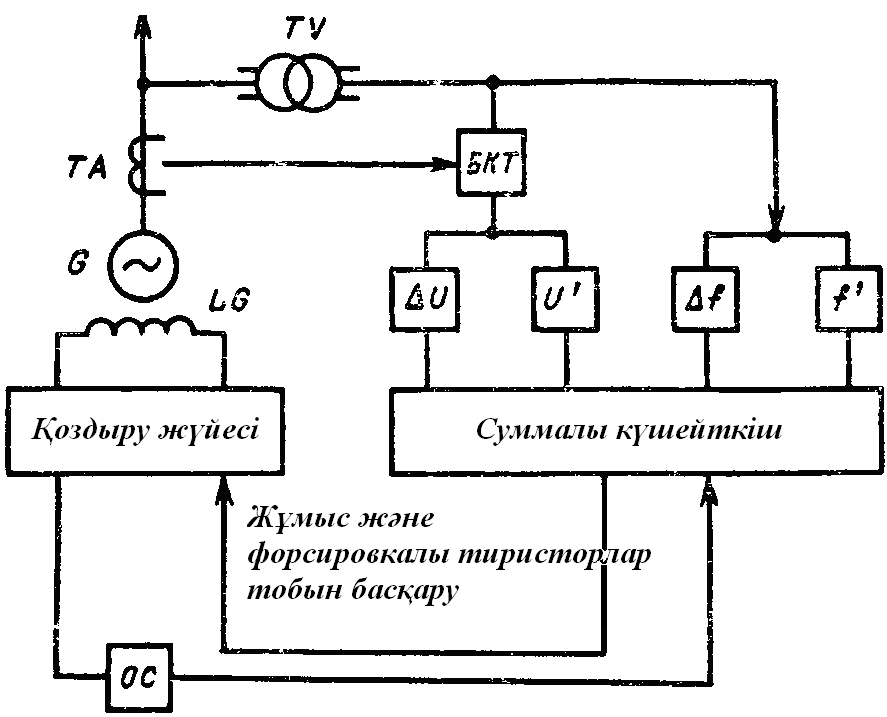 TV
TA
БКТ
G
LG
ΔU
U'
Δf
f'
Қоздыру жүйесі
Суммалы күшейткіш
Жұмыс және
форсировкалы тиристорлар
тобын басқару
ОС